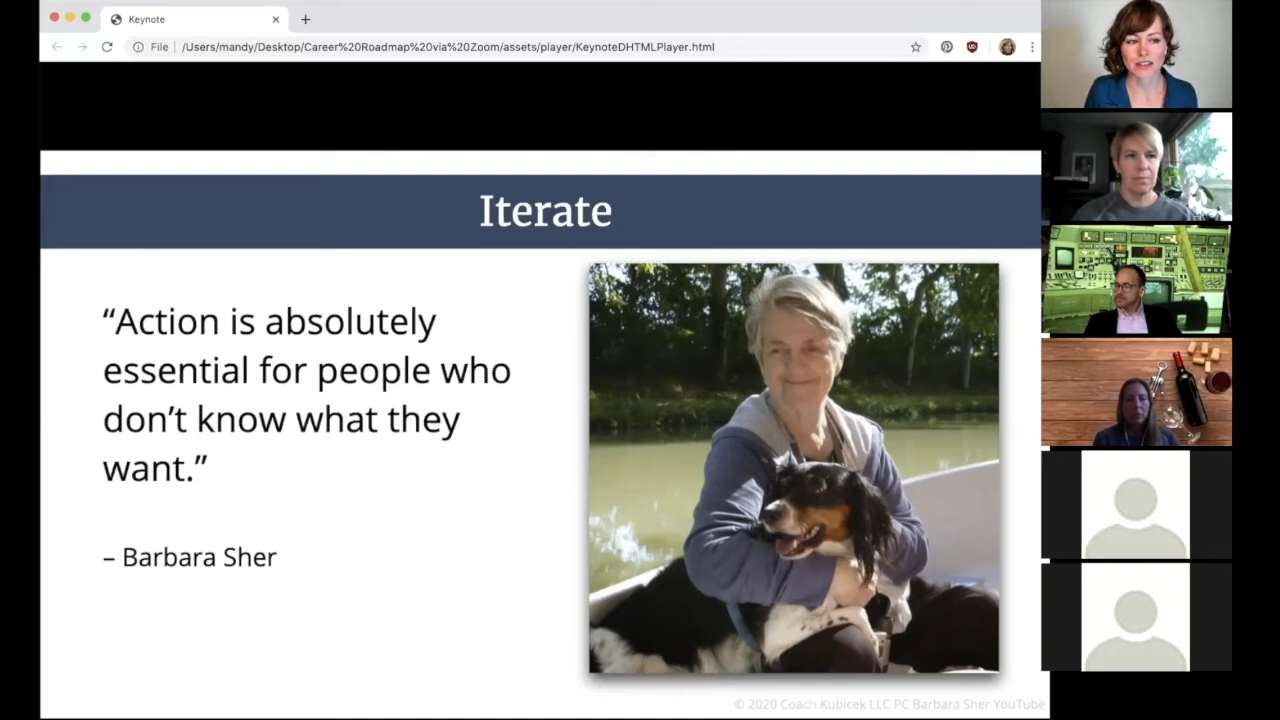 Keynote
File
/Users/mandy/Desktop/Career%20Roadmap%20via%20Zoom/assets/player/KeynoteDHTMLPlayer.html
Iterate
“Action is absolutely
essential for people who
don’t know what they
want.”
– Barbara Sher
© 2020 Coach Kubicek LLC PC Barbara Sher YouTube